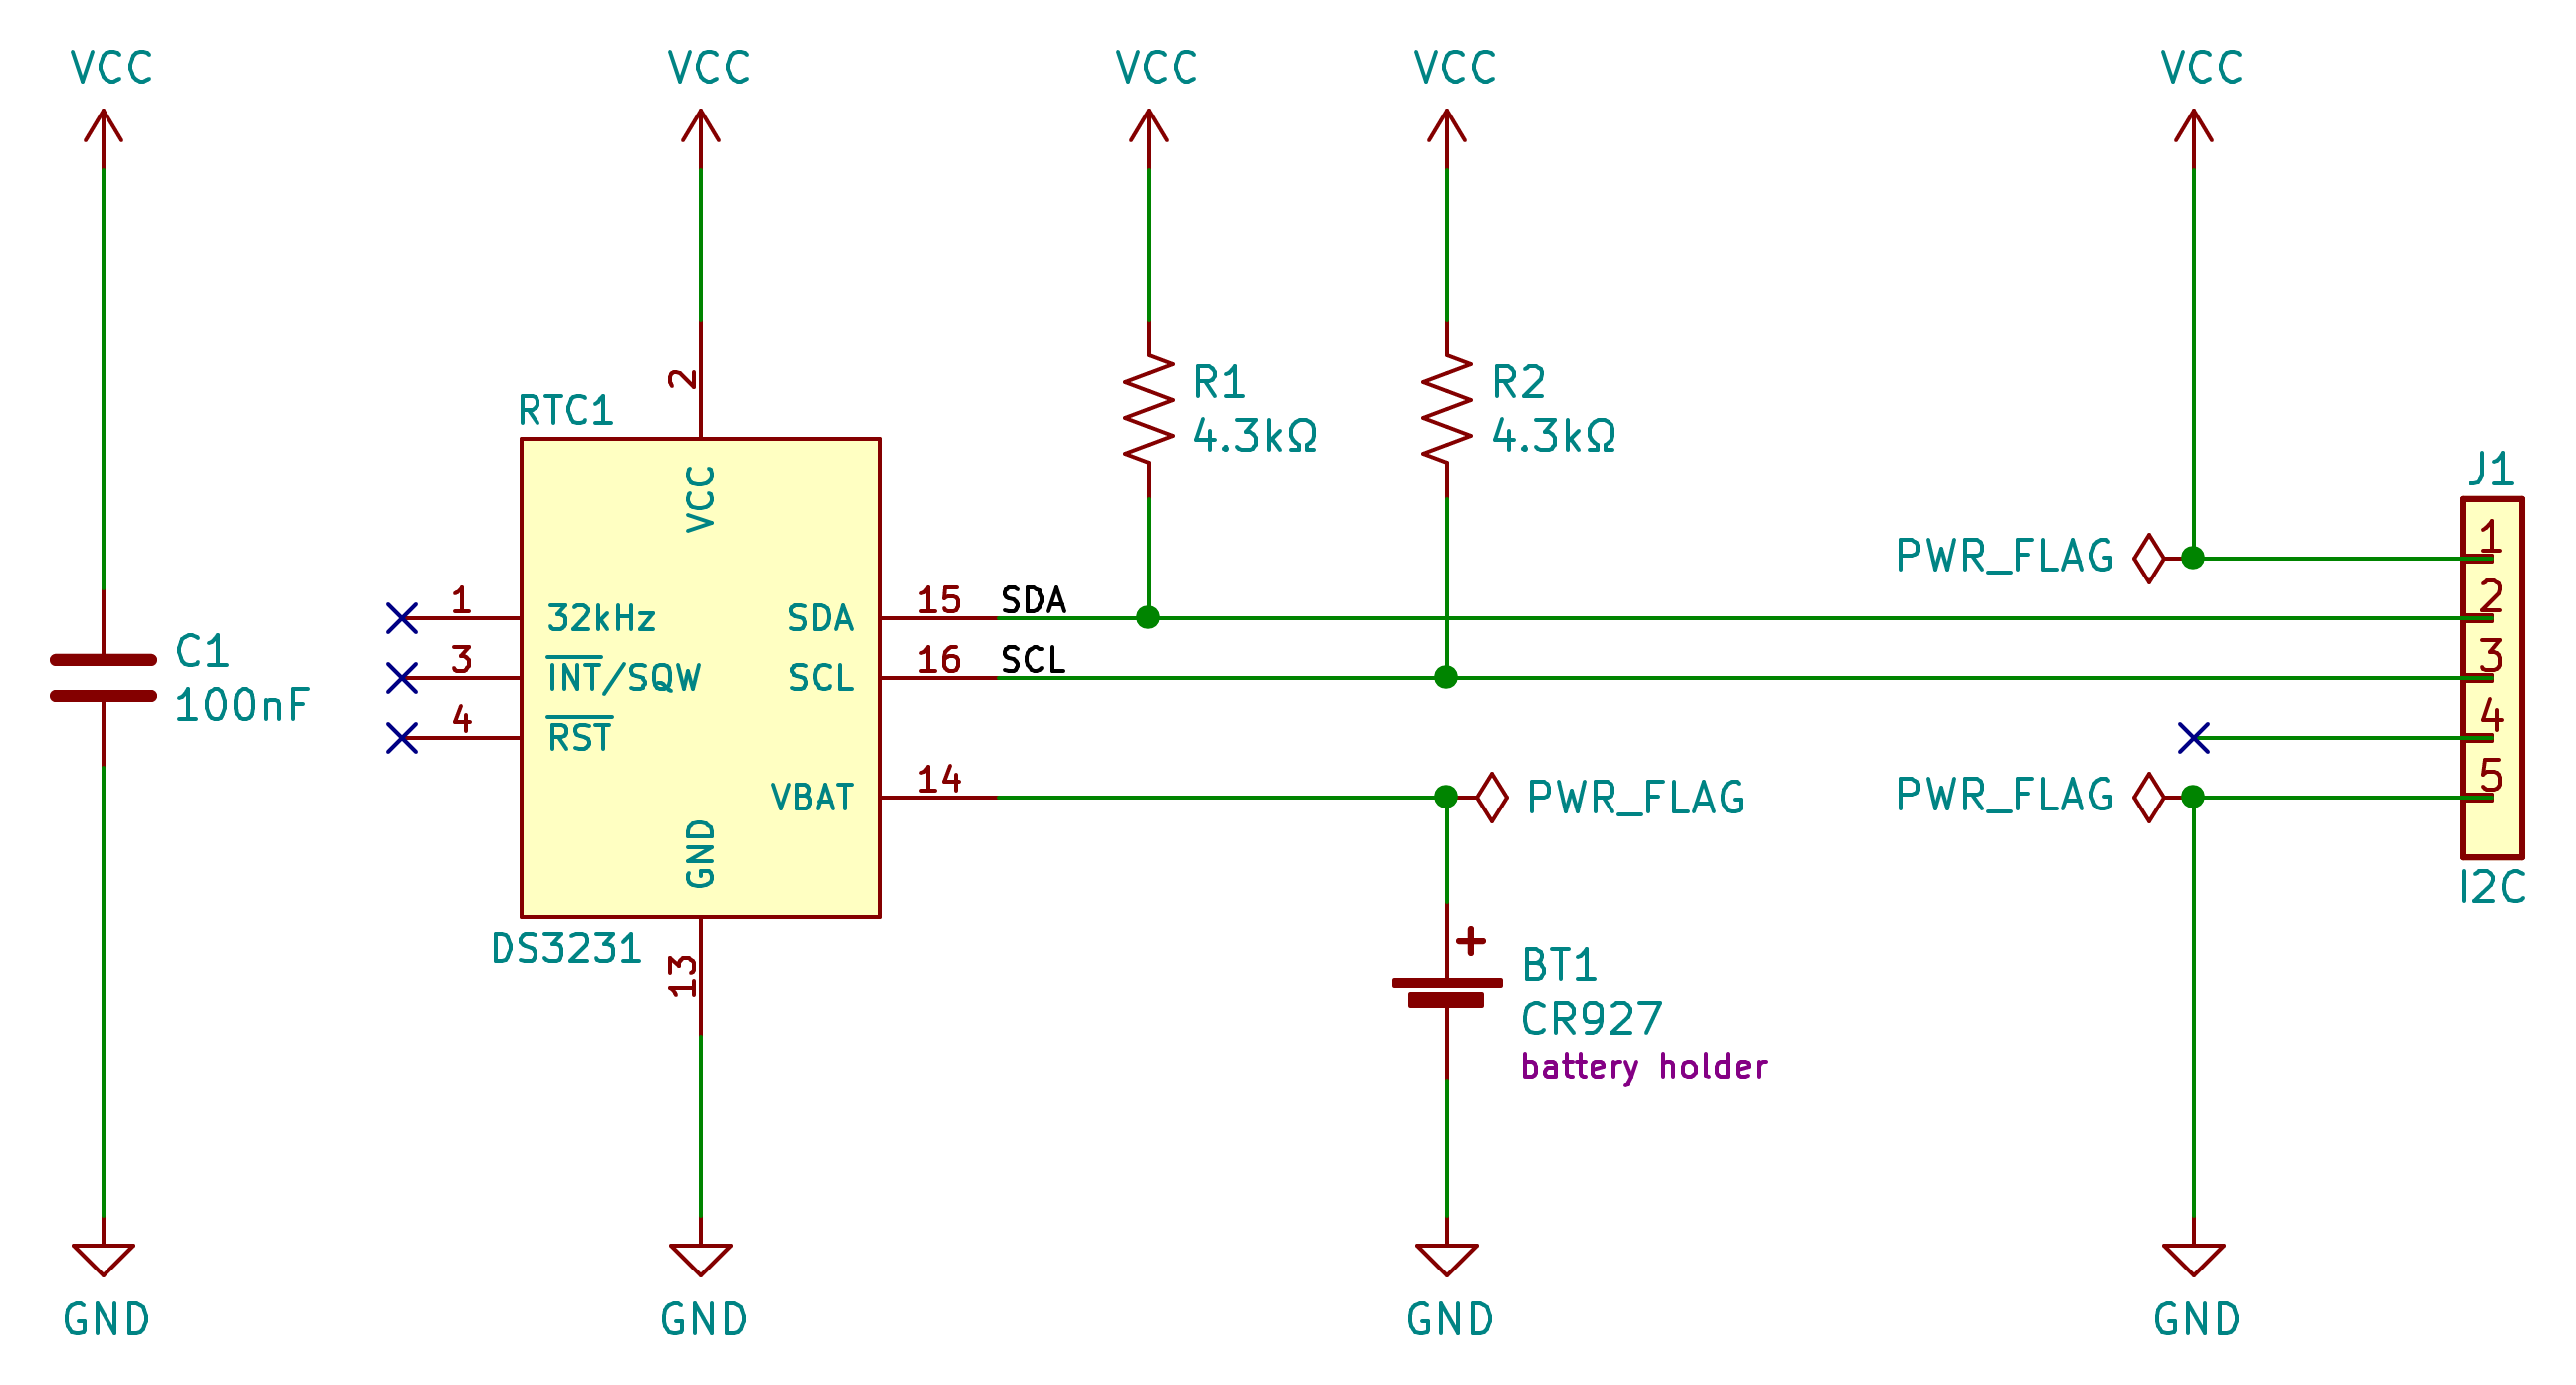 VCC
VCC
VCC
VCC
VCC
C1
100nF
RTC1
2
VCC
1
32kHz
3
INT/SQW
4
RST
SDA
15
SDA
SCL
16
SCL
VBAT
14
GND
DS3231
13
R1
4.3kΩ
R2
4.3kΩ
PWR_FLAG
+
BT1
CR927
battery holder
PWR_FLAG
PWR_FLAG
J1
1
2
3
4
5
I2C
GND
GND
GND
GND